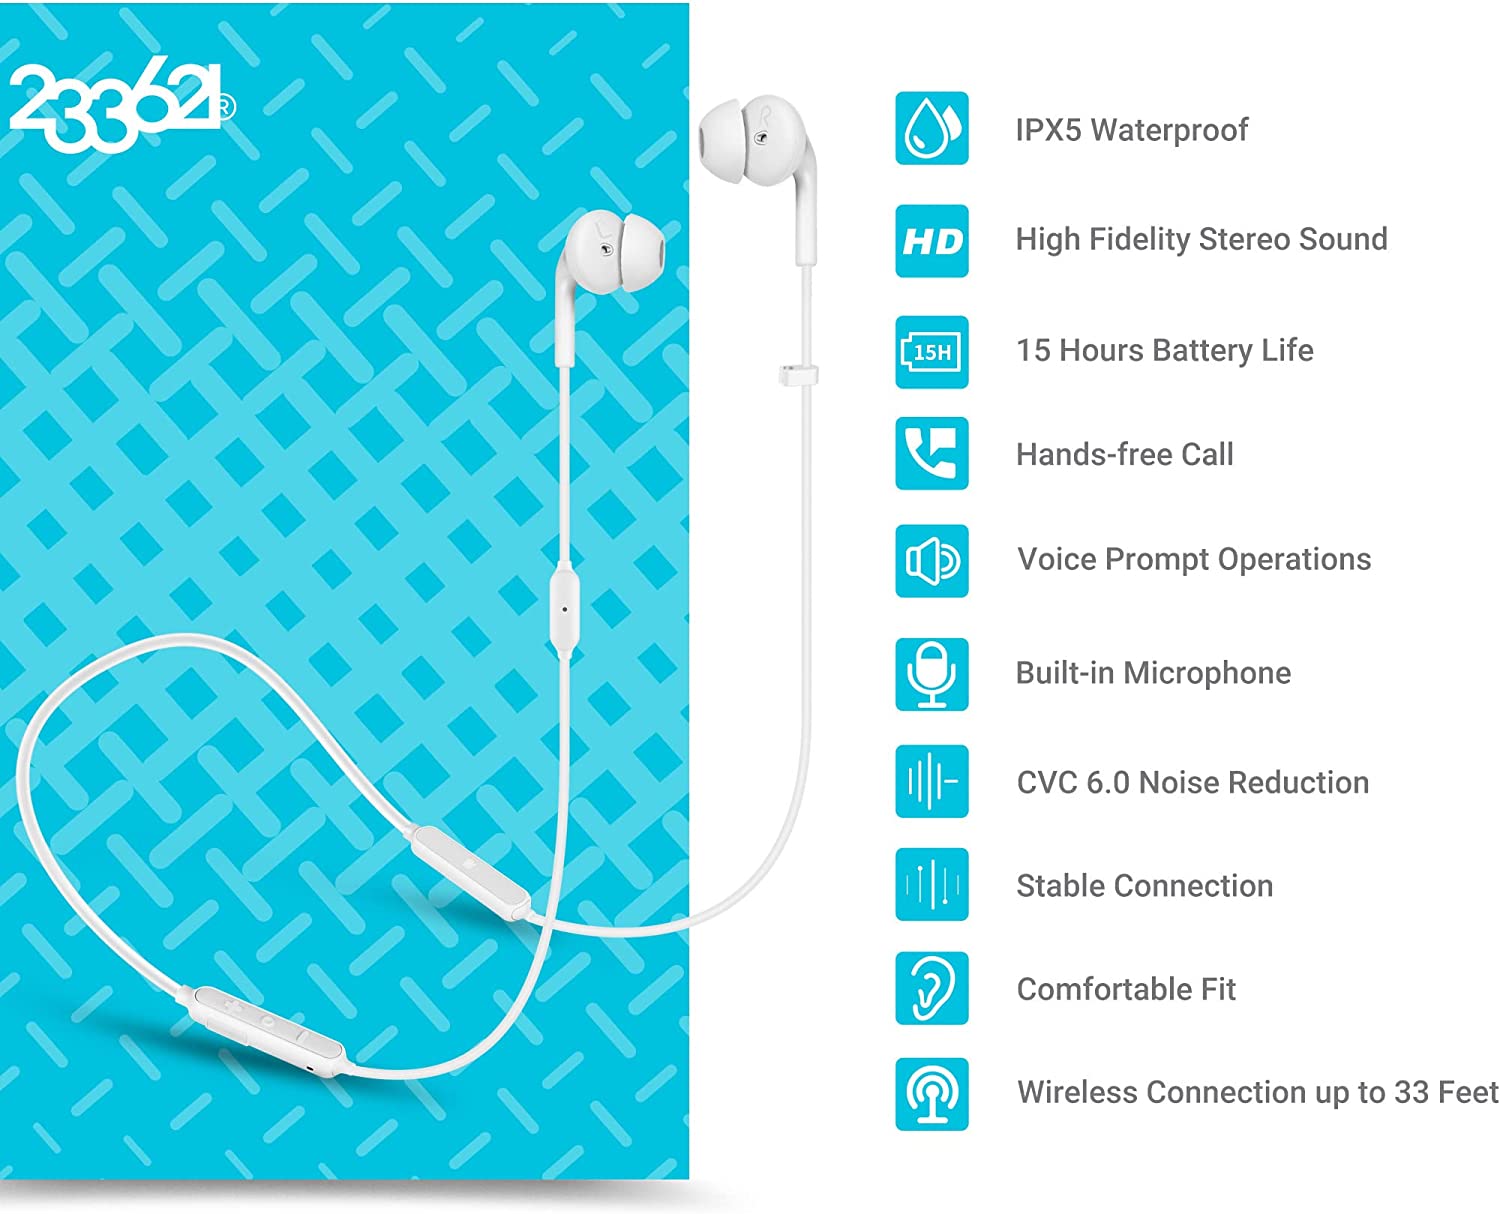 233621®
IPX5 Waterproof
HD
High Fidelity Stereo Sound
15H
15 Hours Battery Life
Hands-free Call
Voice Prompt Operations
Built-in Microphone
CVC 6.0 Noise Reduction
Stable Connection
Comfortable Fit
Wireless Connection up to 33 Feet
R
L